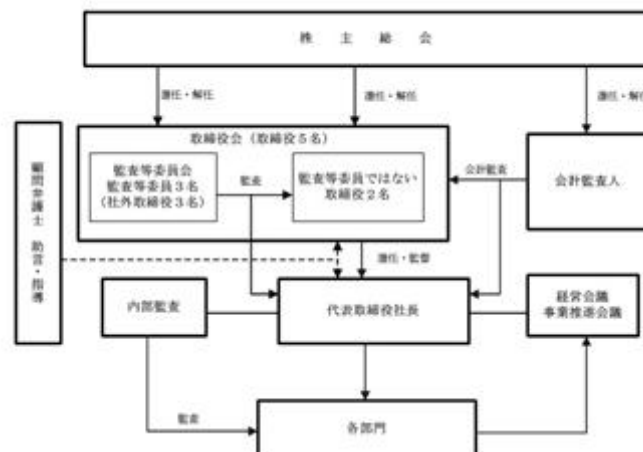 株主総会
選任・解任
選任・解任
選任・解任
取締役会（取締役５名）
監査等委員会
監査等委員３名
（社外取締役３名）
監査
監査等委員ではない
取締役２名
会計監査
会計監査人
顧問弁護士　助言・指導
選任・監督
内部監査
代表取締役社長
経営会議
事業推進会議
監査
各部門